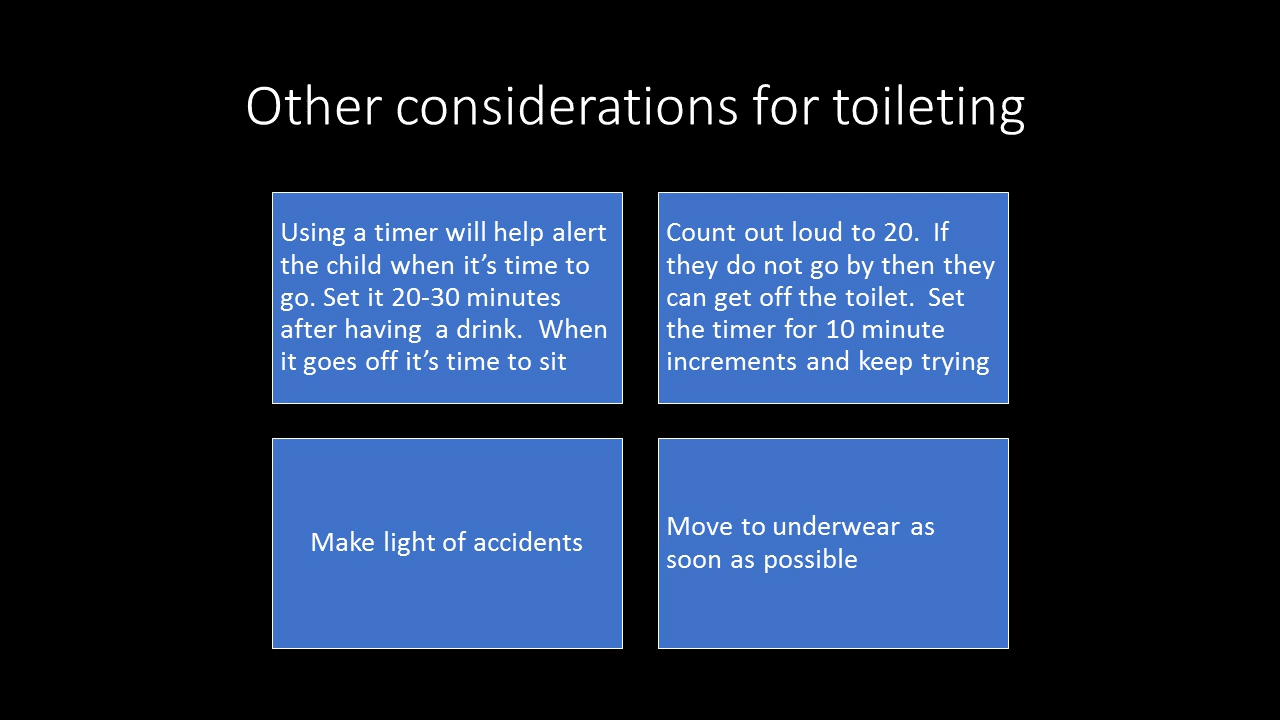 Other considerations for toileting
Using a timer will help alert
the child when it’s time to
go. Set it 20-30 minutes
after having  a drink.  When
it goes off it’s time to sit
Count out loud to 20.  If
they do not go by then they
can get off the toilet.  Set
the timer for 10 minute
increments and keep trying
Make light of accidents
Move to underwear as
soon as possible